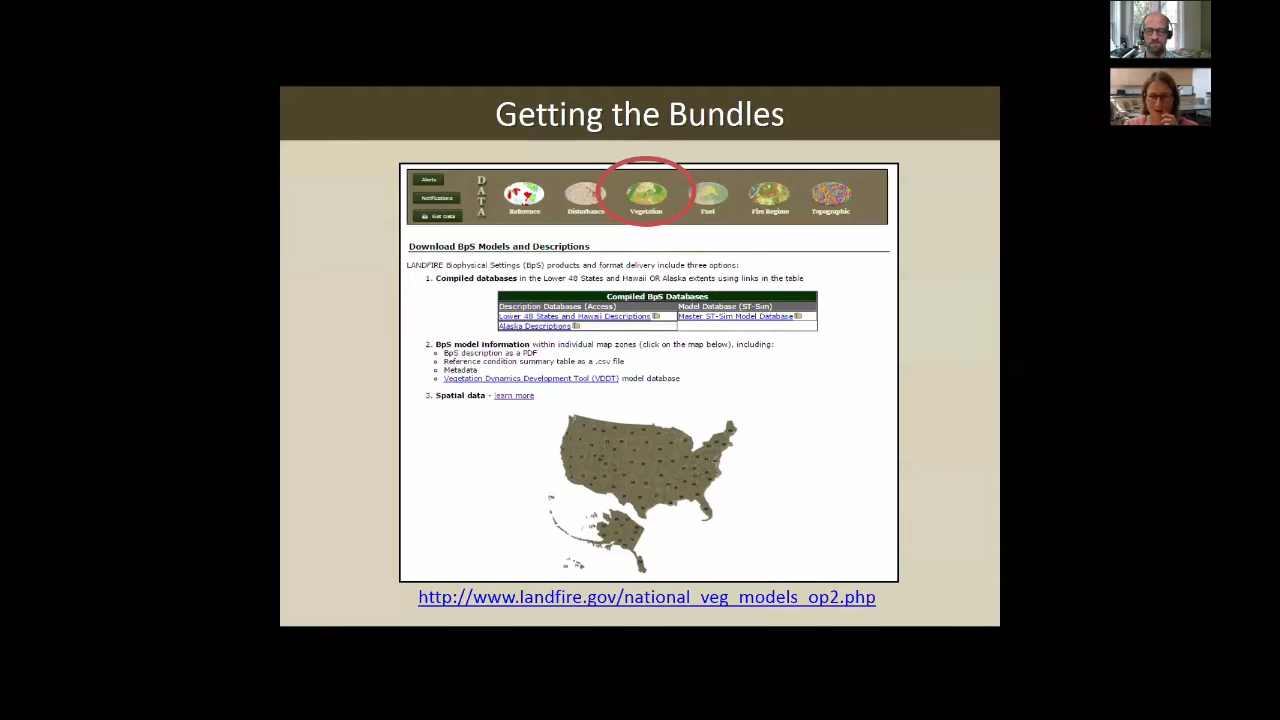 Getting the Bundles
Alerts
Notifications
Get Data
DATA
Reference
Disturbance
Vegetation
Fuel
Fire Regime
Topographic
Download BpS Models and Descriptions
LANDFIRE Biophysical Settings (BpS) products and format delivery include three options:
1. Compiled databases in the Lower 48 States and Hawaii OR Alaska extents using links in the table
Compiled BpS Databases
Description Databases (Access) Model Database (ST-Sim)
Lower 48 States and Hawaii Descriptions Master ST-Sim Model Database
Alaska Descriptions
2. BpS model information within individual map zones (click on the map below), including:
BpS description as a PDF
Reference condition summary table as a .csv file
Metadata
Vegetation Dynamics Development Tool (VDDT) model database
3. Spatial data - learn more
http://www.landfire.gov/national_veg_models_op2.php